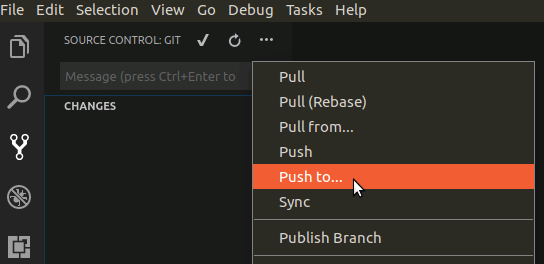 File Edit Selection View Go Debug Tasks Help
SOURCE CONTROL: GIT
Message (press Ctrl+Enter to
CHANGES
Pull
Pull (Rebase)
Pull from...
Push
Push to...
Sync
Publish Branch